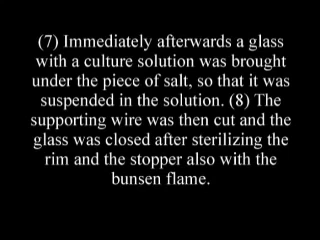 (7) Immediately afterwards a glass
with a culture solution was brought
under the piece of salt, so that it was
suspended in the solution. (8) The
supporting wire was then cut and the
glass was closed after sterilizing the
rim and the stopper also with the
bunsen flame.